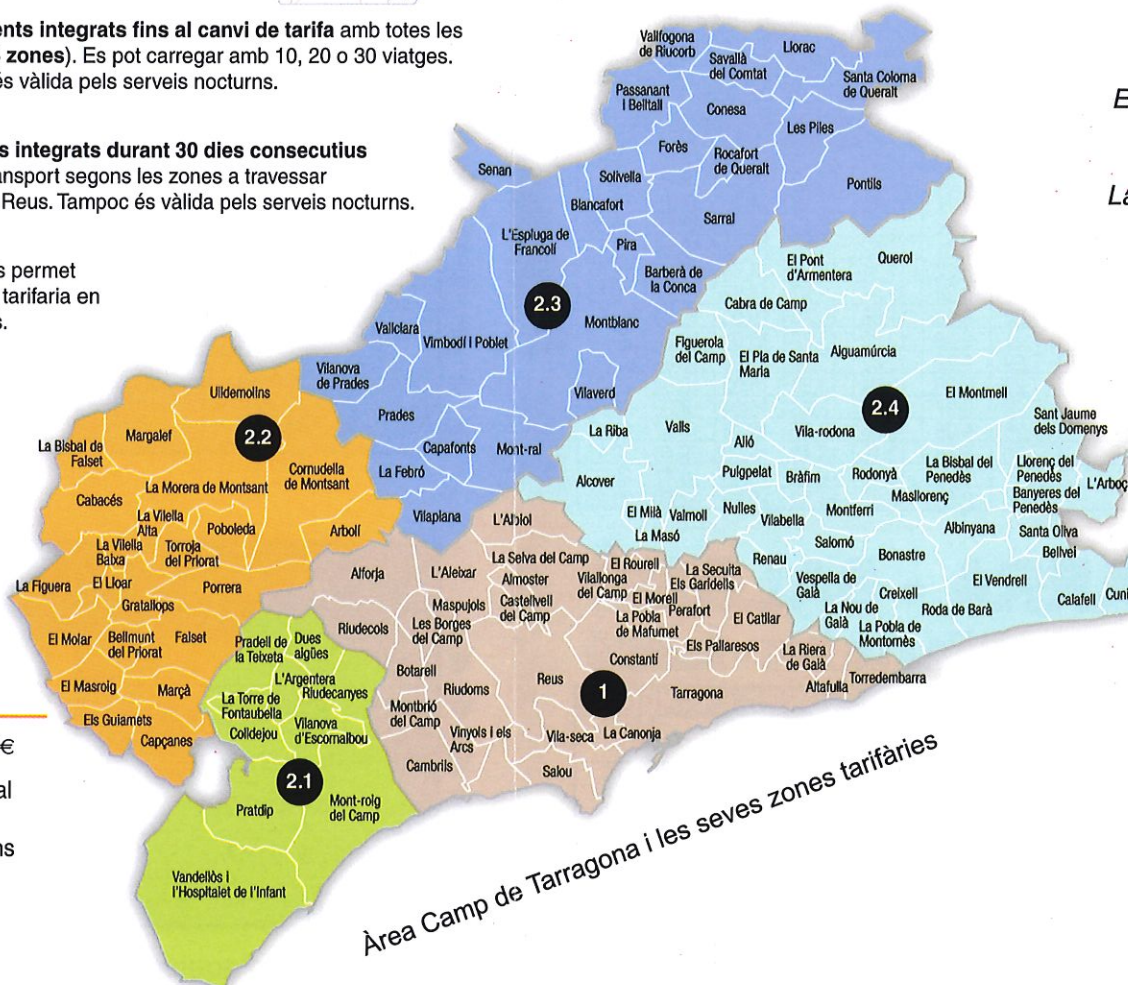 ents integrats fins al canvi de tarifa amb totes les
zones). Es pot carregar amb 10, 20 o 30 viatges.
és vàlida pels serveis nocturns.
s integrats durant 30 dies consecutius
ansport segons les zones a travessar
Reus. Tampoc és vàlida pels serveis nocturns.
s permet
tarifaria en
s.
€
al
ns
E
La
Vallfogona
de Riucorb
Savallà
del Comtat
Llorac
Santa Coloma
de Queralt
Passanant
i Belltall
Conesa
Les Piles
Forès
Rocafort
de Queralt
Senan
Solivella
Pontils
Blancafort
Sarral
L'Espluga de
Francolí
Pira
Barberà de
la Conca
2.3
Montblanc
Vallclara
Vimbodí i Poblet
Vilanova
de Prades
Vilaverd
Prades
Capafonts
Mont-ral
La Febró
Vilaplana
El Pont
d'Armentera
Querol
Cabra de Camp
Figuerola
del Camp
El Pla de Santa
Maria
Aiguamúrcia
El Montmell
2.4
Sant Jaume
dels Domenys
La Riba
Valls
Alió
Vila-rodona
Alcover
Puigpelat
Bràfim
Rodonyà
La Bisbal del
Penedès
Llorenç del
Penedès
L'Arboç
Masllorenç
Banyeres del
Penedès
El Milà
Valmoll
Nulles
Vilabella
Montferri
Albinyana
Santa Oliva
La Masó
Salomó
Bonastre
Bellvei
Renau
Vespella de
Gaià
Creixell
El Vendrell
Calafell
Cuni
La Nou de
Gaià
La Pobla de
Montornès
Roda de Barà
Ulldemolins
2.2
Margalef
La Bisbal de
Falset
Cornudella
de Montsant
Cabacés
La Morera de Montsant
La Vilella
Alta
Poboleda
Arbolí
La Vilella
Baixa
Torroja
del Priorat
La Figuera
El Lloar
Porrera
Gratallops
El Molar
Bellmunt
del Priorat
Falset
El Masroig
Marçà
Els Guiamets
Capçanes
L'Albiol
La Selva del Camp
El Rourell
La Secuita
Alforja
L'Aleixar
Almoster
Vilallonga
del Camp
Els Garidells
Maspujols
Castellvell
del Camp
El Morell
Perafort
El Catllar
Riudecols
Les Borges
del Camp
La Pobla
de Mafumet
Els Pallaresos
Botarell
Constantí
La Riera
de Gaià
Riudoms
Reus
1
Tarragona
Altafulla
Torredembarra
Montbrió
del Camp
Vinyols i els
Arcs
Vila-seca
La Canonja
Cambrils
Salou
Pradell de
la Teixeta
Dues
aigües
L'Argentera
Riudecanyes
La Torre de
Fontaubella
Colldejou
Vilanova
d'Escornalbou
2.1
Pratdip
Mont-roig
del Camp
Vandellòs i
l'Hospitalet de l'Infant
Àrea Camp de Tarragona i les seves zones tarifàries